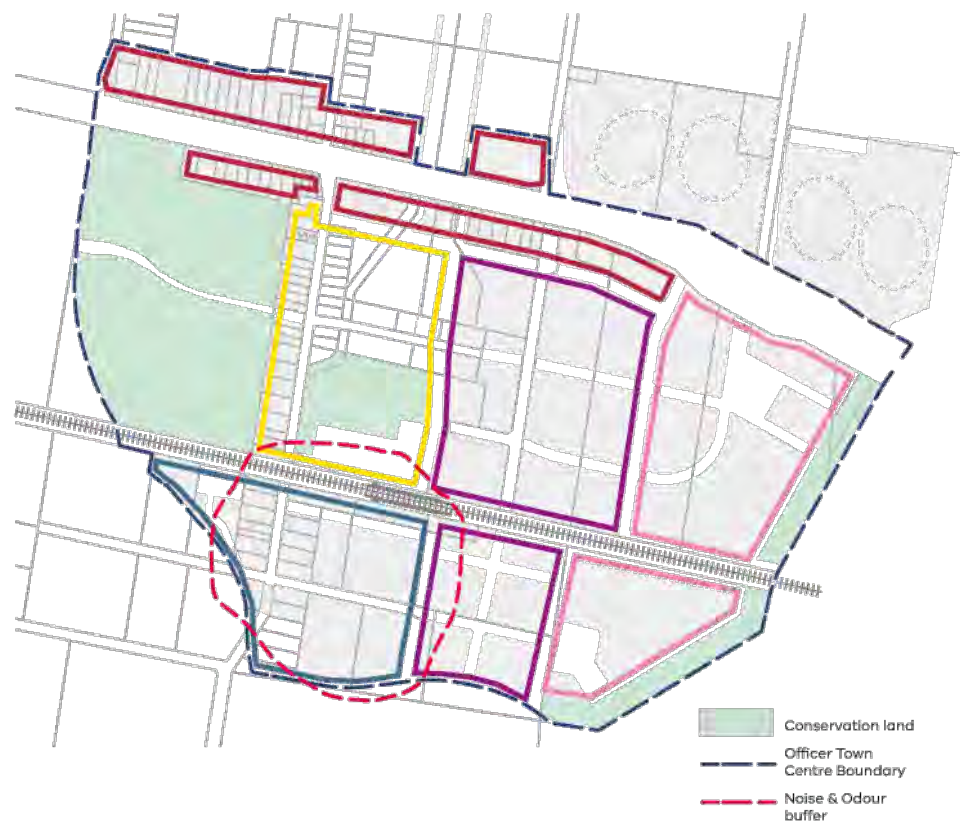 Conservation land
Officer Town
Centre Boundary
Noise & Odour
buffer